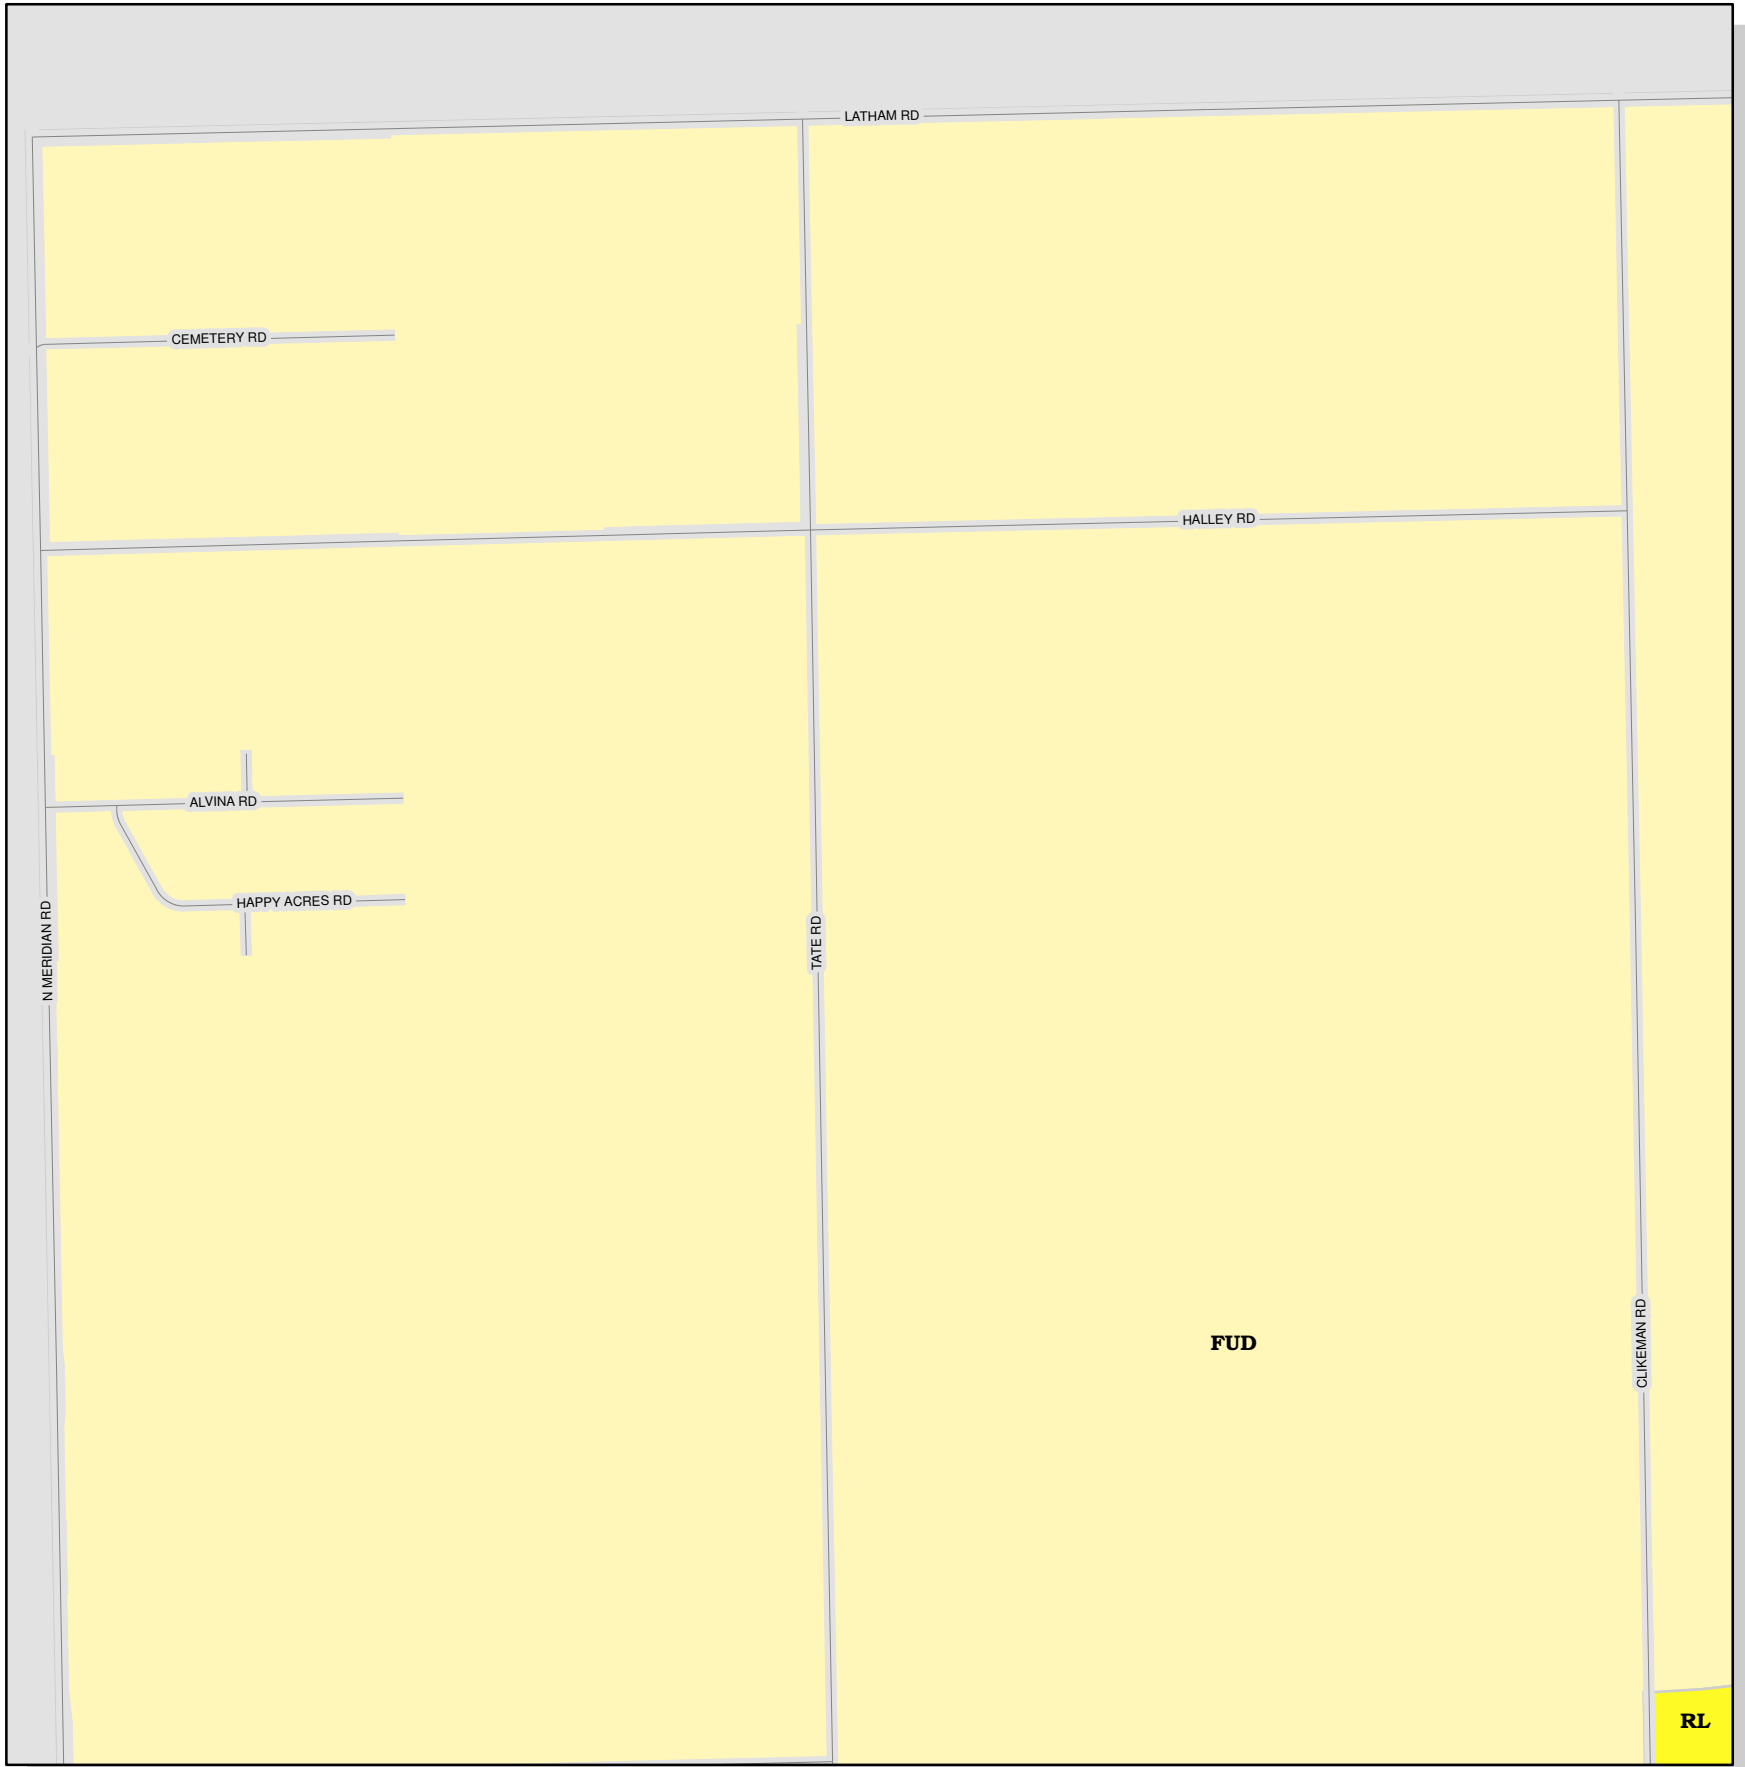 LATHAM RD
CEMETERY RD
HALLEY RD
ALVINA RD
HAPPY ACRES RD
N MERIDIAN RD
TATE RD
CLIKEMAN RD
FUD
RL